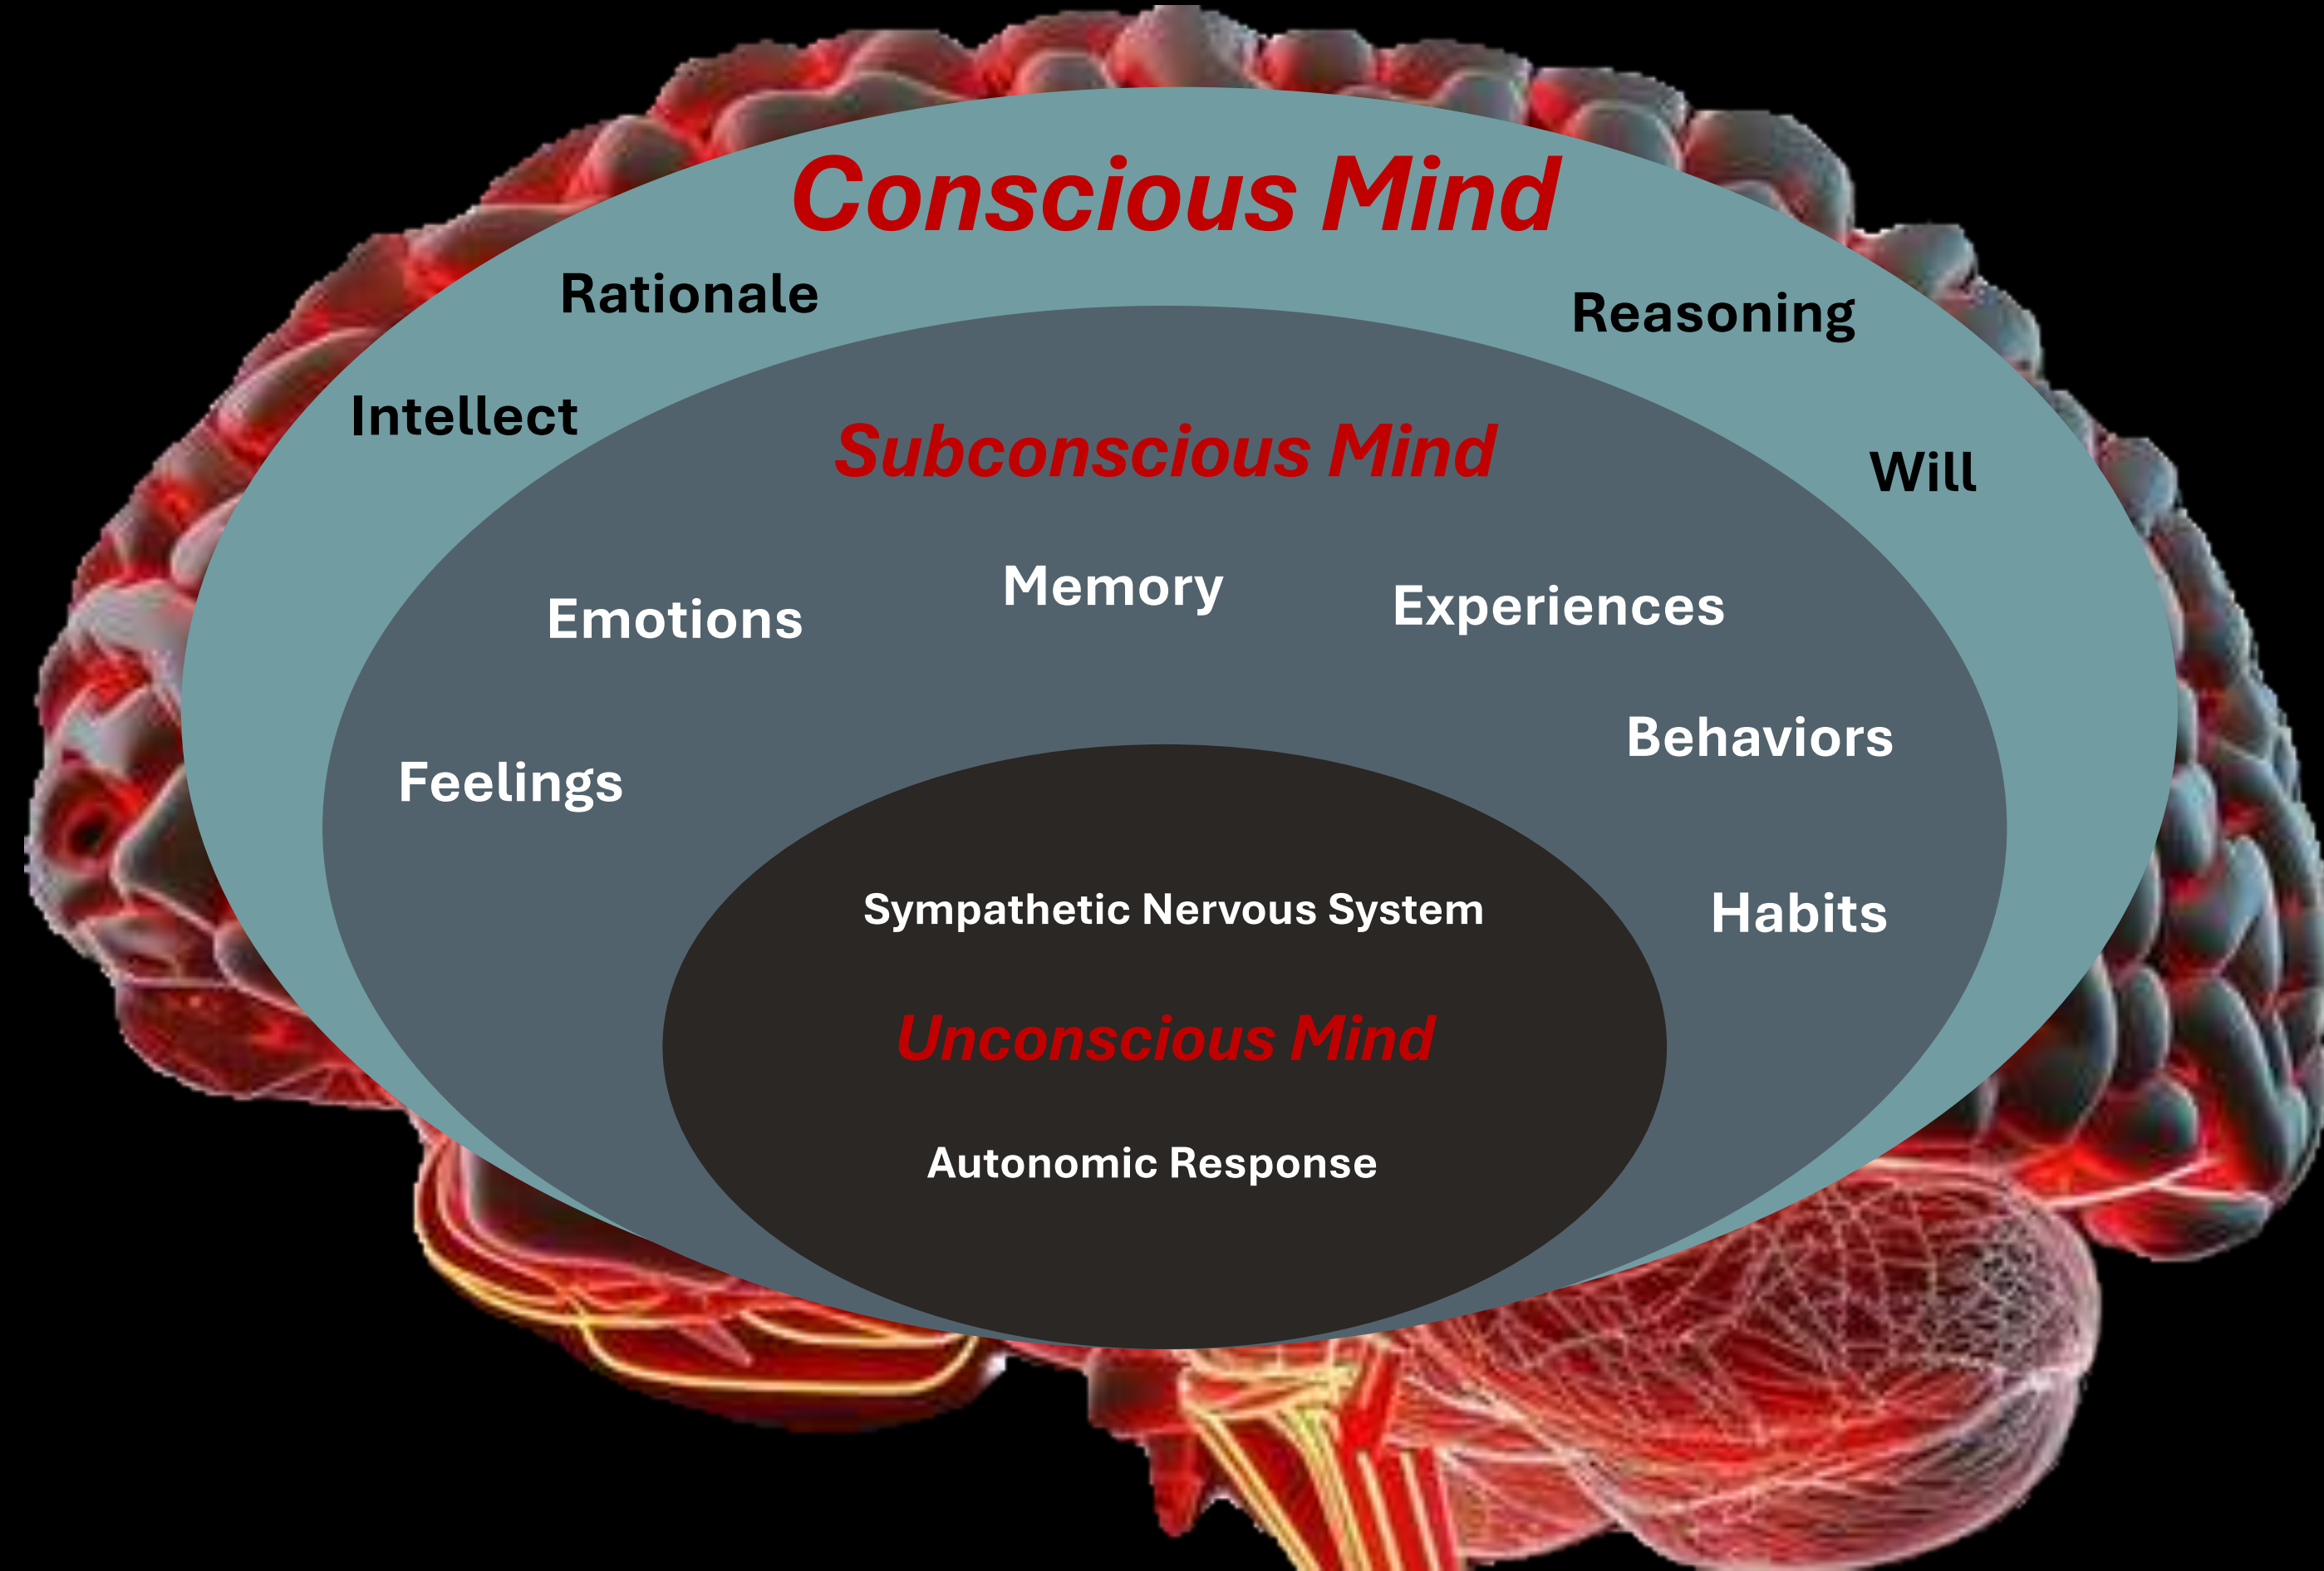 Conscious Mind
Rationale
Reasoning
Intellect
Will
Subconscious Mind
Memory
Emotions
Experiences
Behaviors
Feelings
Habits
Sympathetic Nervous System
Unconscious Mind
Autonomic Response